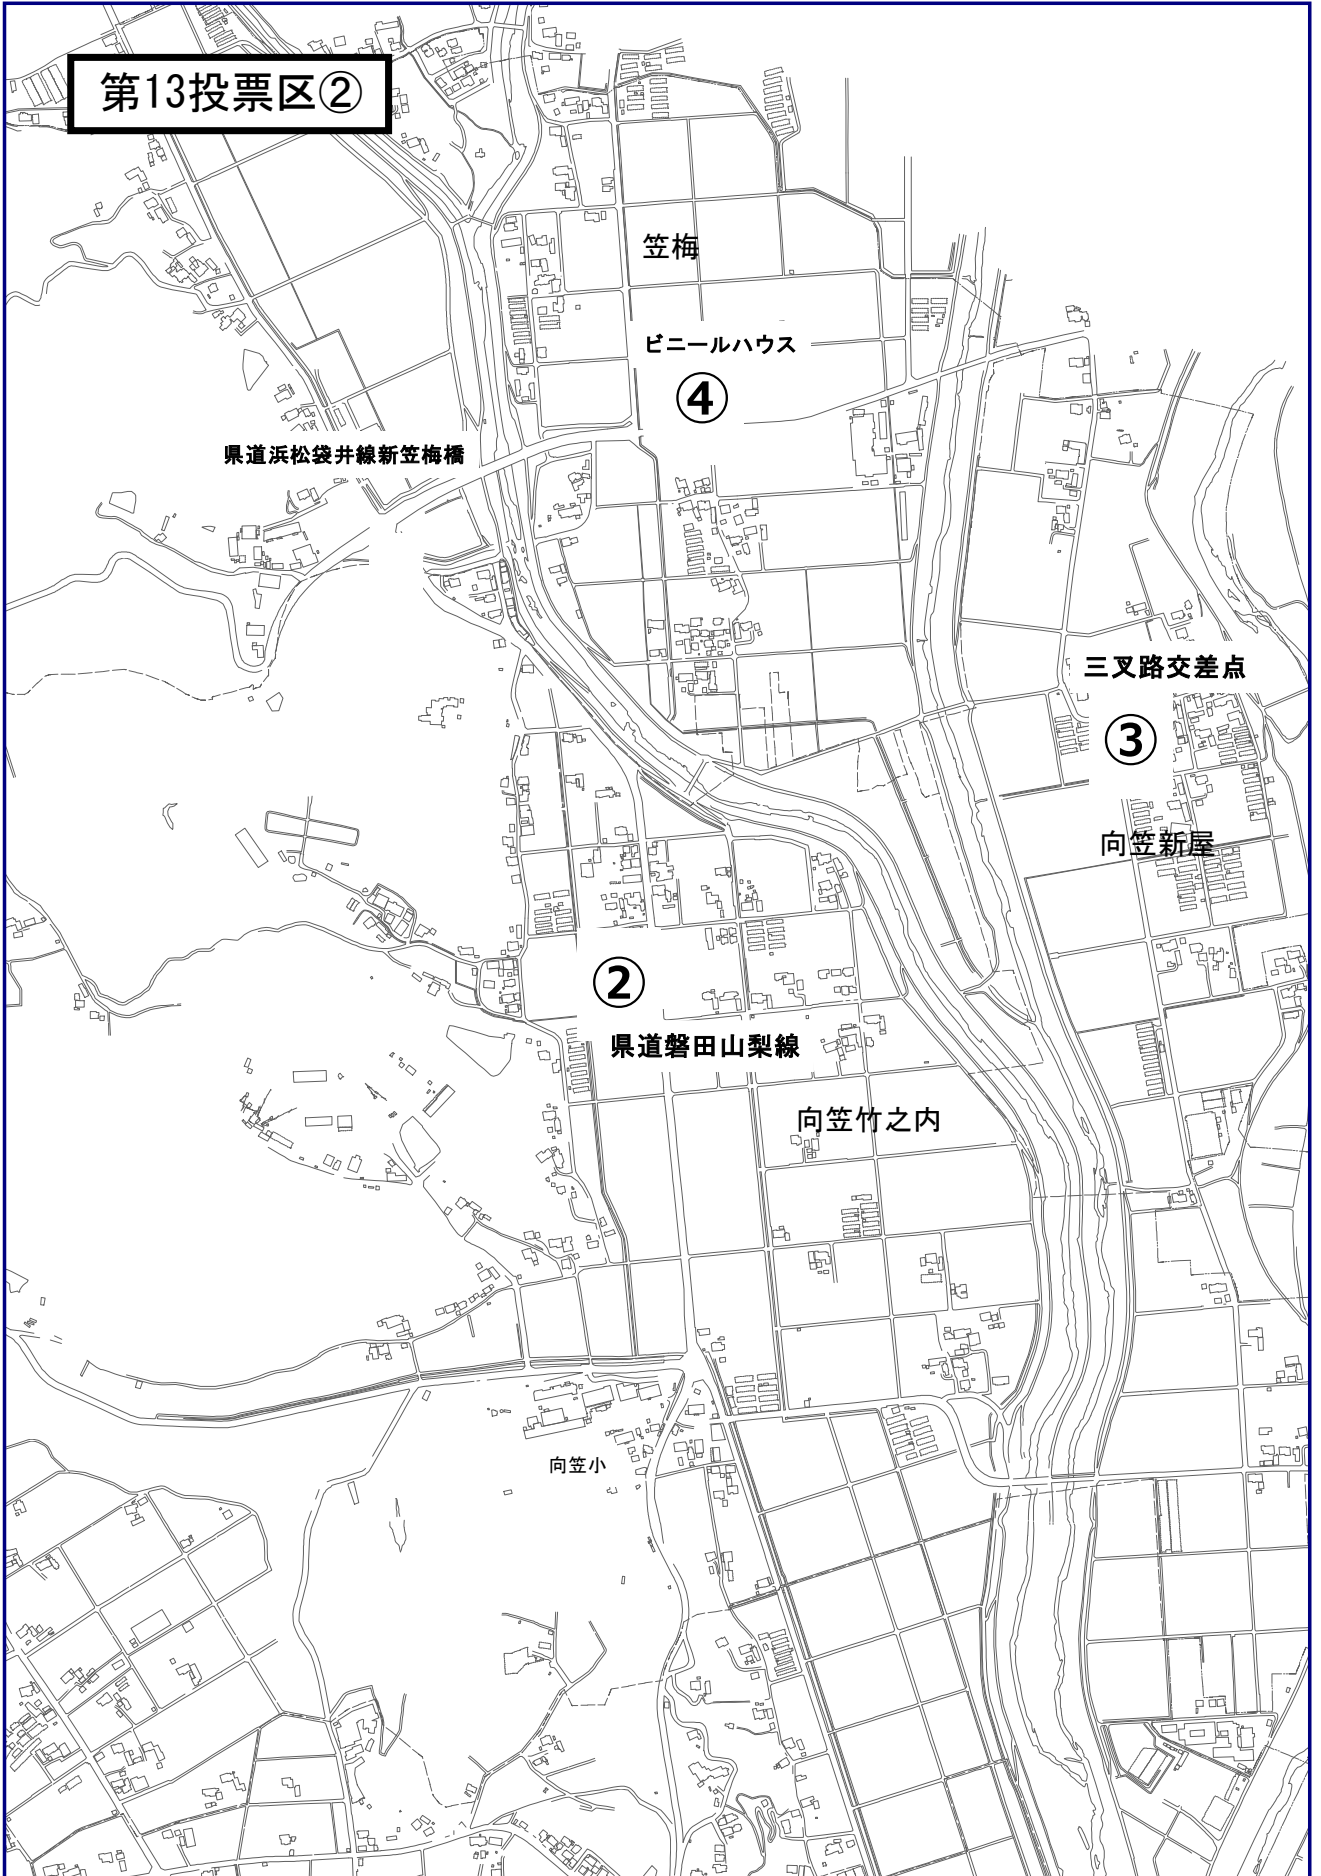 第13投票区②
笠梅
ビニールハウス
④
県道浜松袋井線新笠梅橋
三叉路交差点
③
向笠新屋
②
県道磐田山梨線
向笠竹之内
向笠小